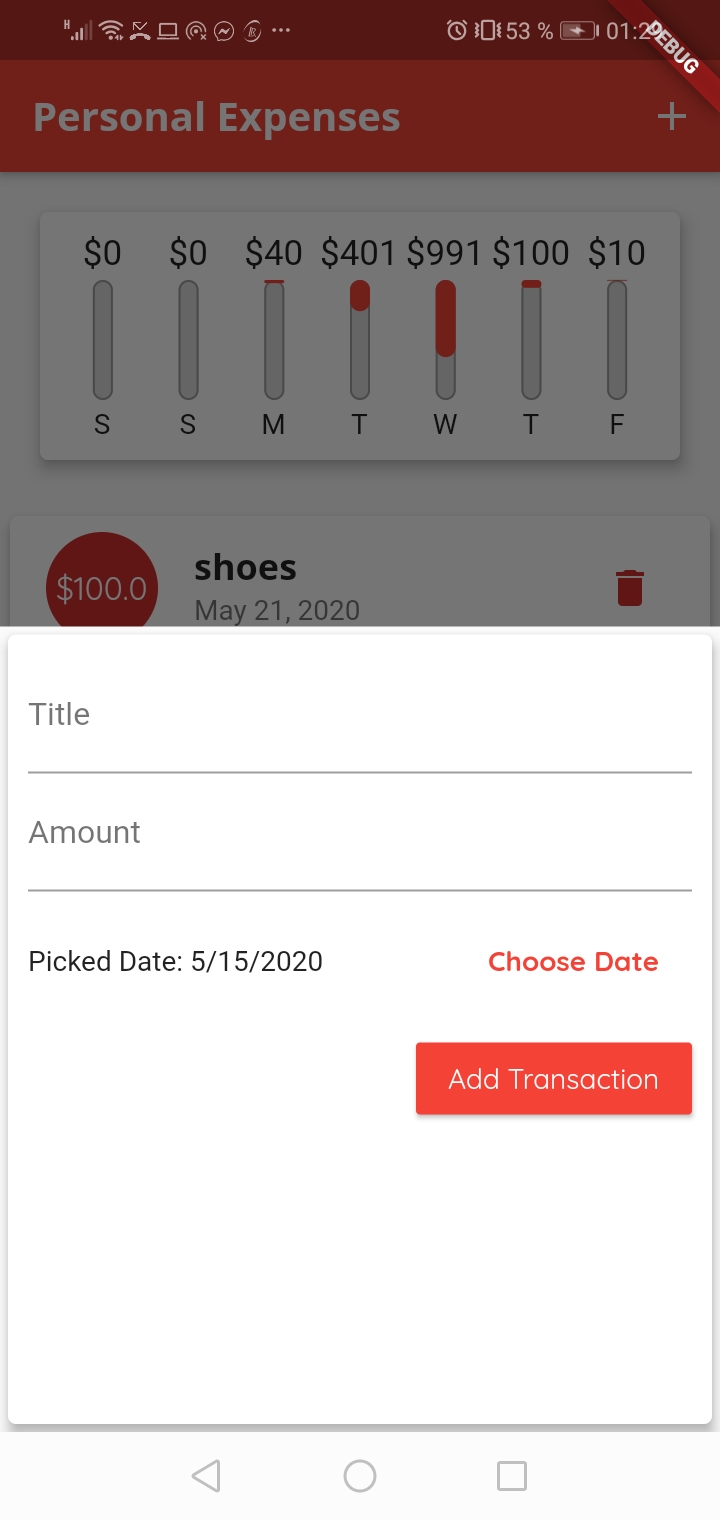 H 53 % 01:2
DEBUG
Personal Expenses
$0 $0 $40 $401 $991 $100 $10
S S M T W T F
$100.0 shoes
May 21, 2020
Title
Amount
Picked Date: 5/15/2020 Choose Date
Add Transaction